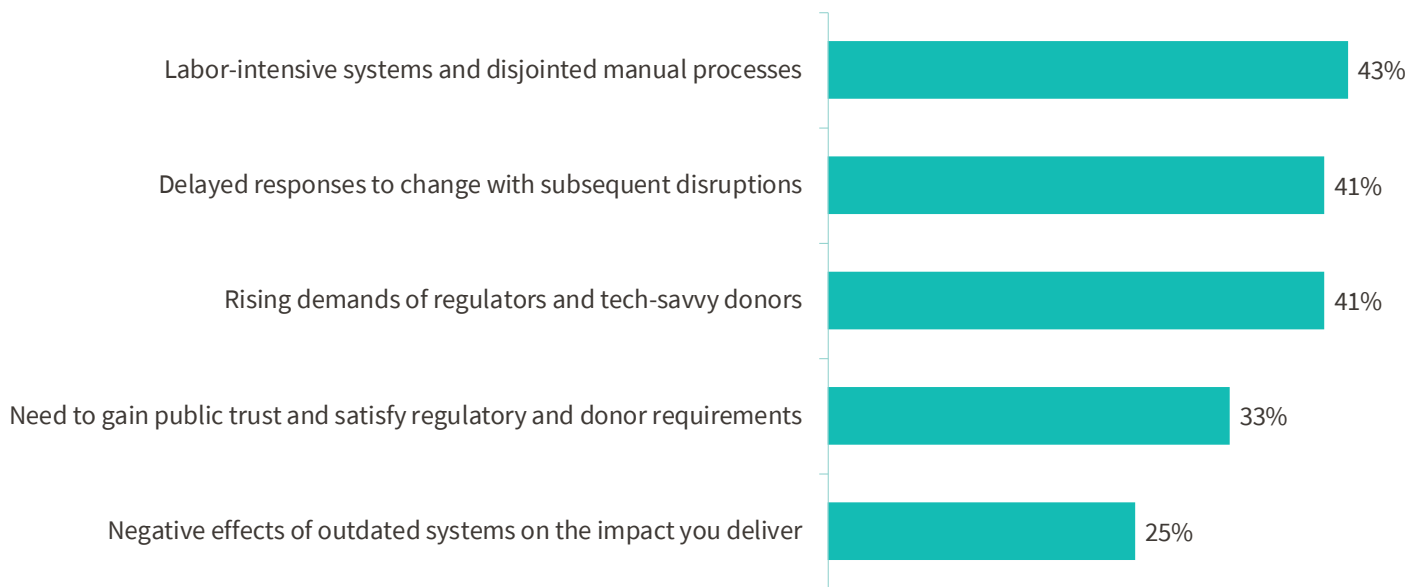 Labor-intensive systems and disjointed manual processes 43%
Delayed responses to change with subsequent disruptions 41%
Rising demands of regulators and tech-savvy donors 41%
Need to gain public trust and satisfy regulatory and donor requirements 33%
Negative effects of outdated systems on the impact you deliver 25%